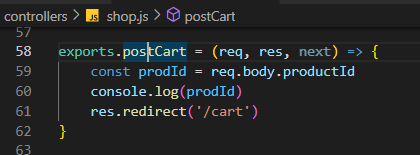 controllers > JS shop.js > postCart
57
58 exports.postCart = (req, res, next) => {
59     const prodId = req.body.productId
60     console.log(prodId)
61     res.redirect('/cart')
62 }